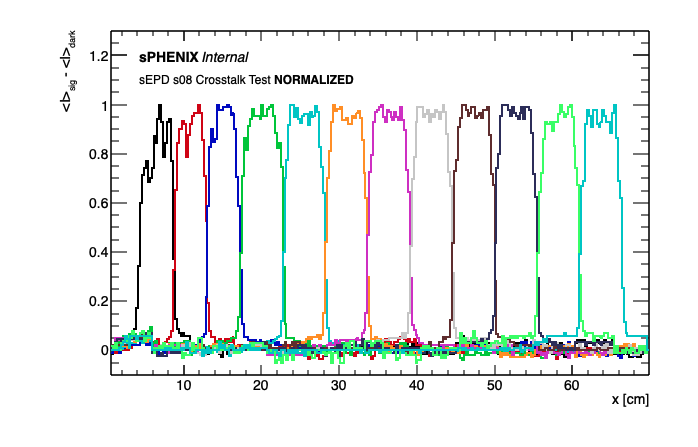 <I>sig - <I>dark
1.2
1
0.8
0.6
0.4
0.2
0
sPHENIX Internal
sEPD s08 Crosstalk Test NORMALIZED
10 20 30 40 50 60
x [cm]